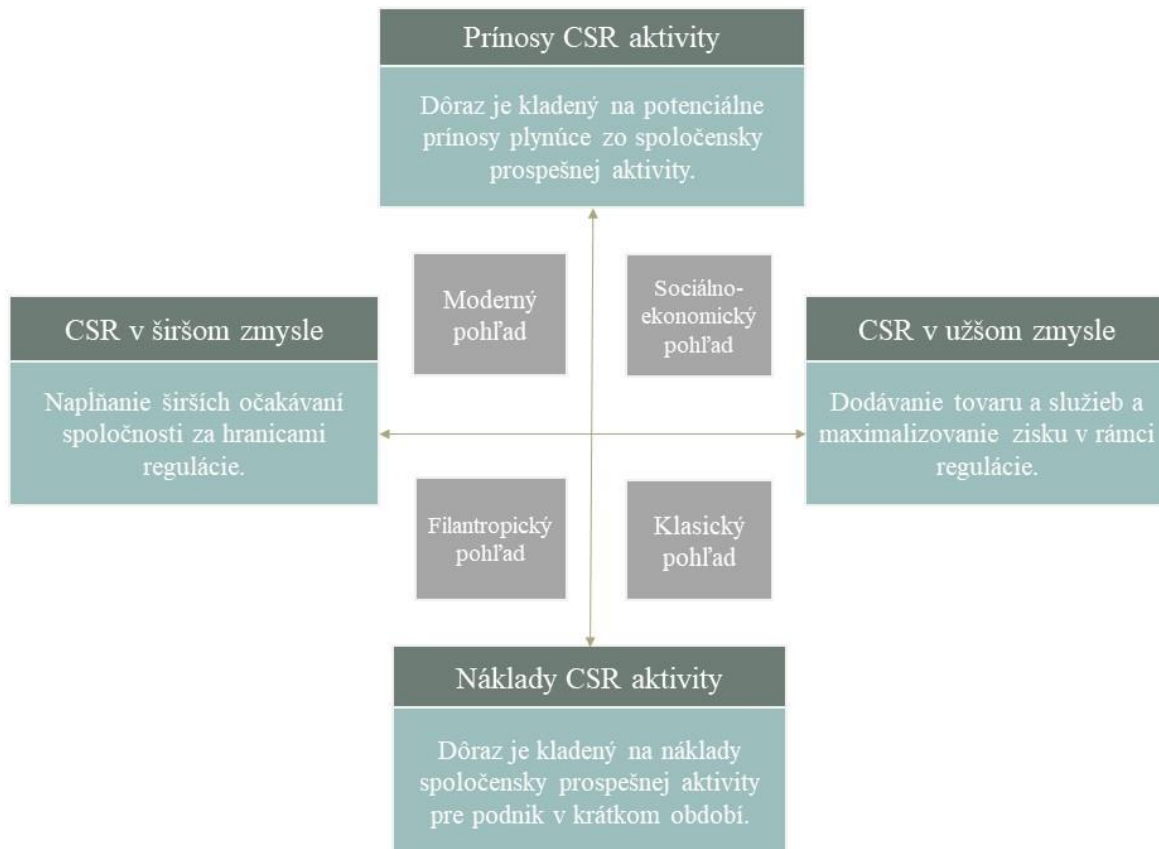 Prínosy CSR aktivity
Dôraz je kladený na potenciálne
prínosy plynúce zo spoločensky
prospešnej aktivity.
Moderný
pohľad
Sociálno-
ekonomický
pohľad
CSR v širšom zmysle
Napĺňanie širších očakávaní
spoločnosti za hranicami
regulácie.
CSR v užšom zmysle
Dodávanie tovaru a služieb a
maximalizovanie zisku v rámci
regulácie.
Filantropický
pohľad
Klasický
pohľad
Náklady CSR aktivity
Dôraz je kladený na náklady
spoločensky prospešnej aktivity
pre podnik v krátkom období.